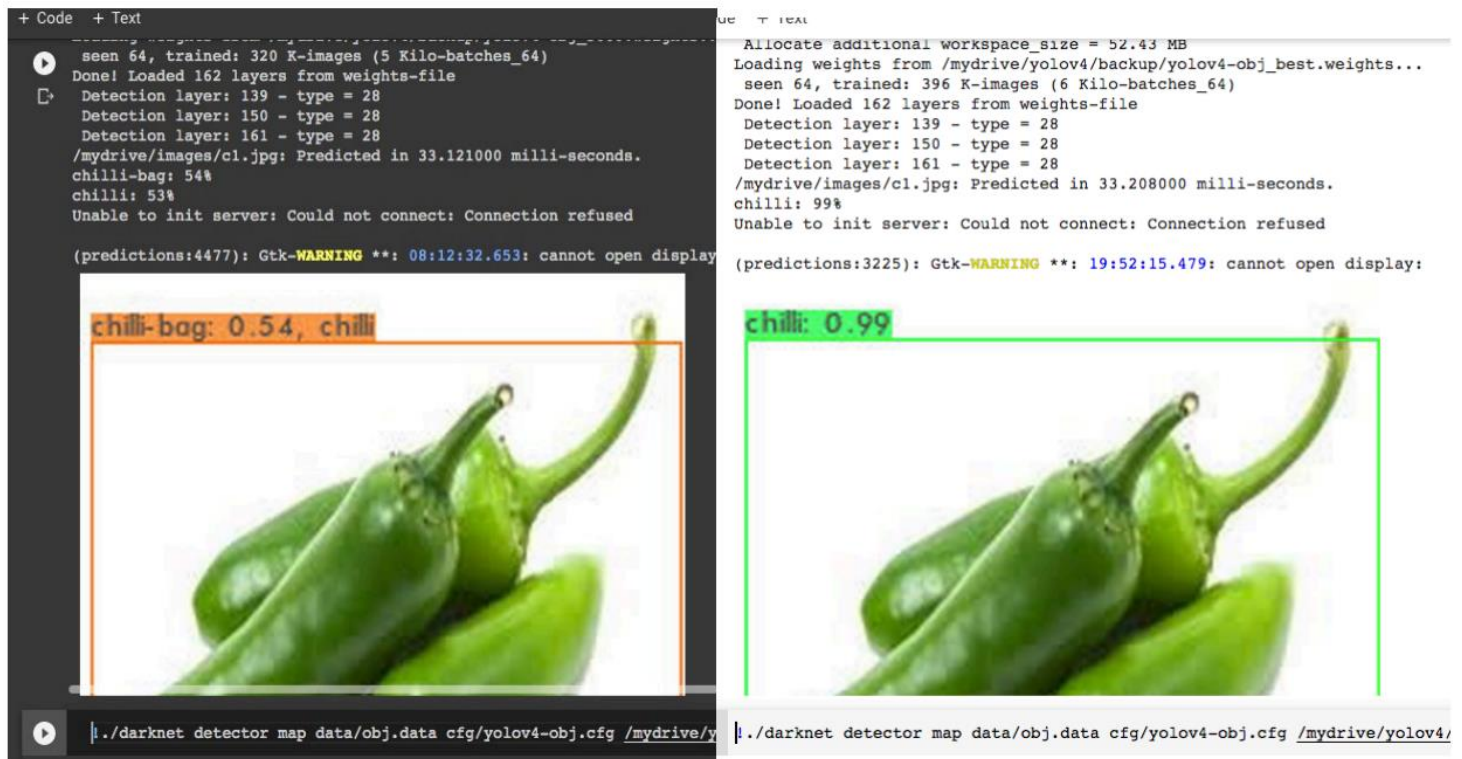 + Code + Text
seen 64, trained: 320 K-images (5 Kilo-batches_64)
Done! Loaded 162 layers from weights-file
Detection layer: 139 - type = 28
Detection layer: 150 - type = 28
Detection layer: 161 - type = 28
/mydrive/images/c1.jpg: Predicted in 33.121000 milli-seconds.
chilli-bag: 54%
chilli: 53%
Unable to init server: Could not connect: Connection refused
(predictions:4477): Gtk-WARNING **: 08:12:32.653: cannot open display
chilli-bag: 0.54, chilli
!./darknet detector map data/obj.data cfg/yolov4-obj.cfg /mydrive/y
+ Text
Allocate additional workspace_size = 52.43 MB
Loading weights from /mydrive/yolov4/backup/yolov4-obj_best.weights...
seen 64, trained: 396 K-images (6 Kilo-batches_64)
Done! Loaded 162 layers from weights-file
Detection layer: 139 - type = 28
Detection layer: 150 - type = 28
Detection layer: 161 - type = 28
/mydrive/images/c1.jpg: Predicted in 33.208000 milli-seconds.
chilli: 99%
Unable to init server: Could not connect: Connection refused
(predictions:3225): Gtk-WARNING **: 19:52:15.479: cannot open display:
chilli: 0.99
!./darknet detector map data/obj.data cfg/yolov4-obj.cfg /mydrive/yolov4/